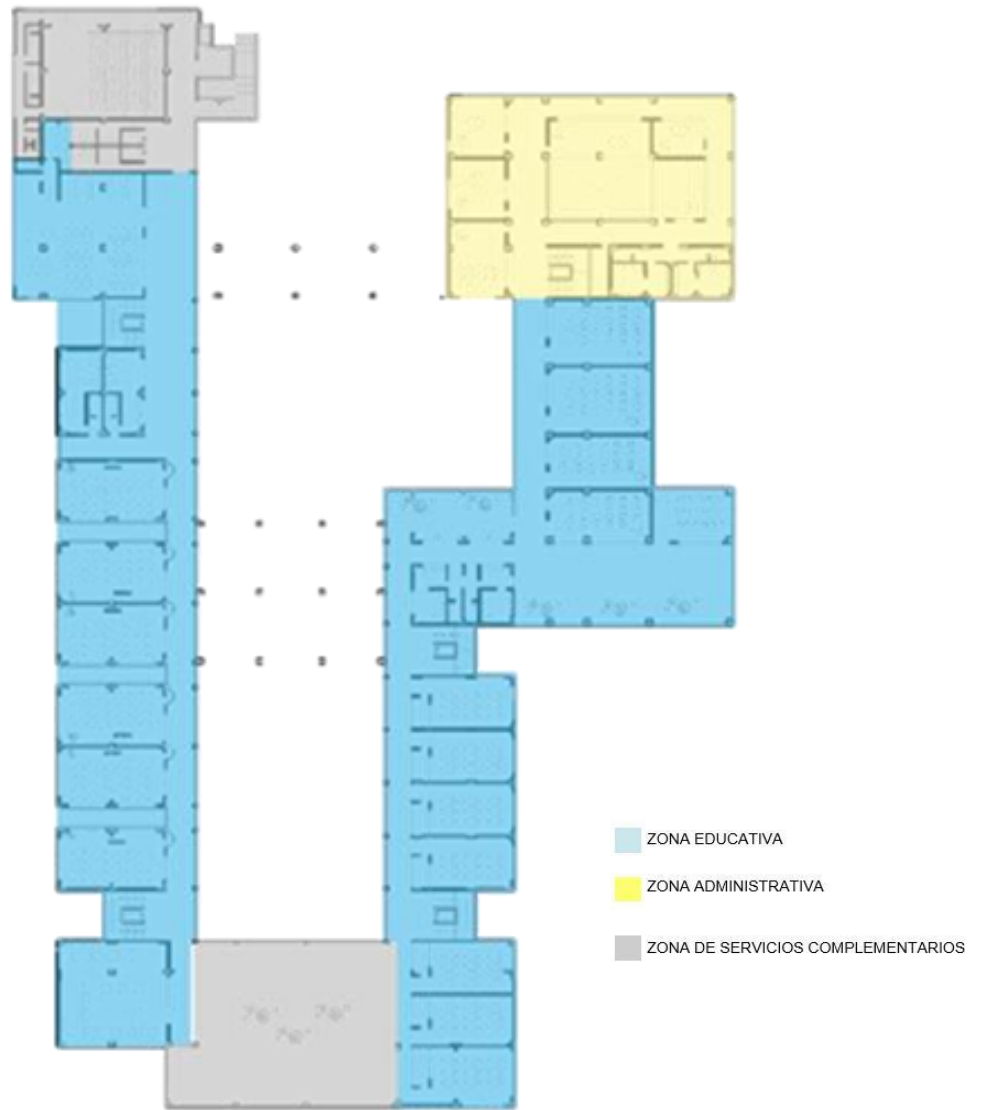 ZONA EDUCATIVA
ZONA ADMINISTRATIVA
ZONA DE SERVICIOS COMPLEMENTARIOS